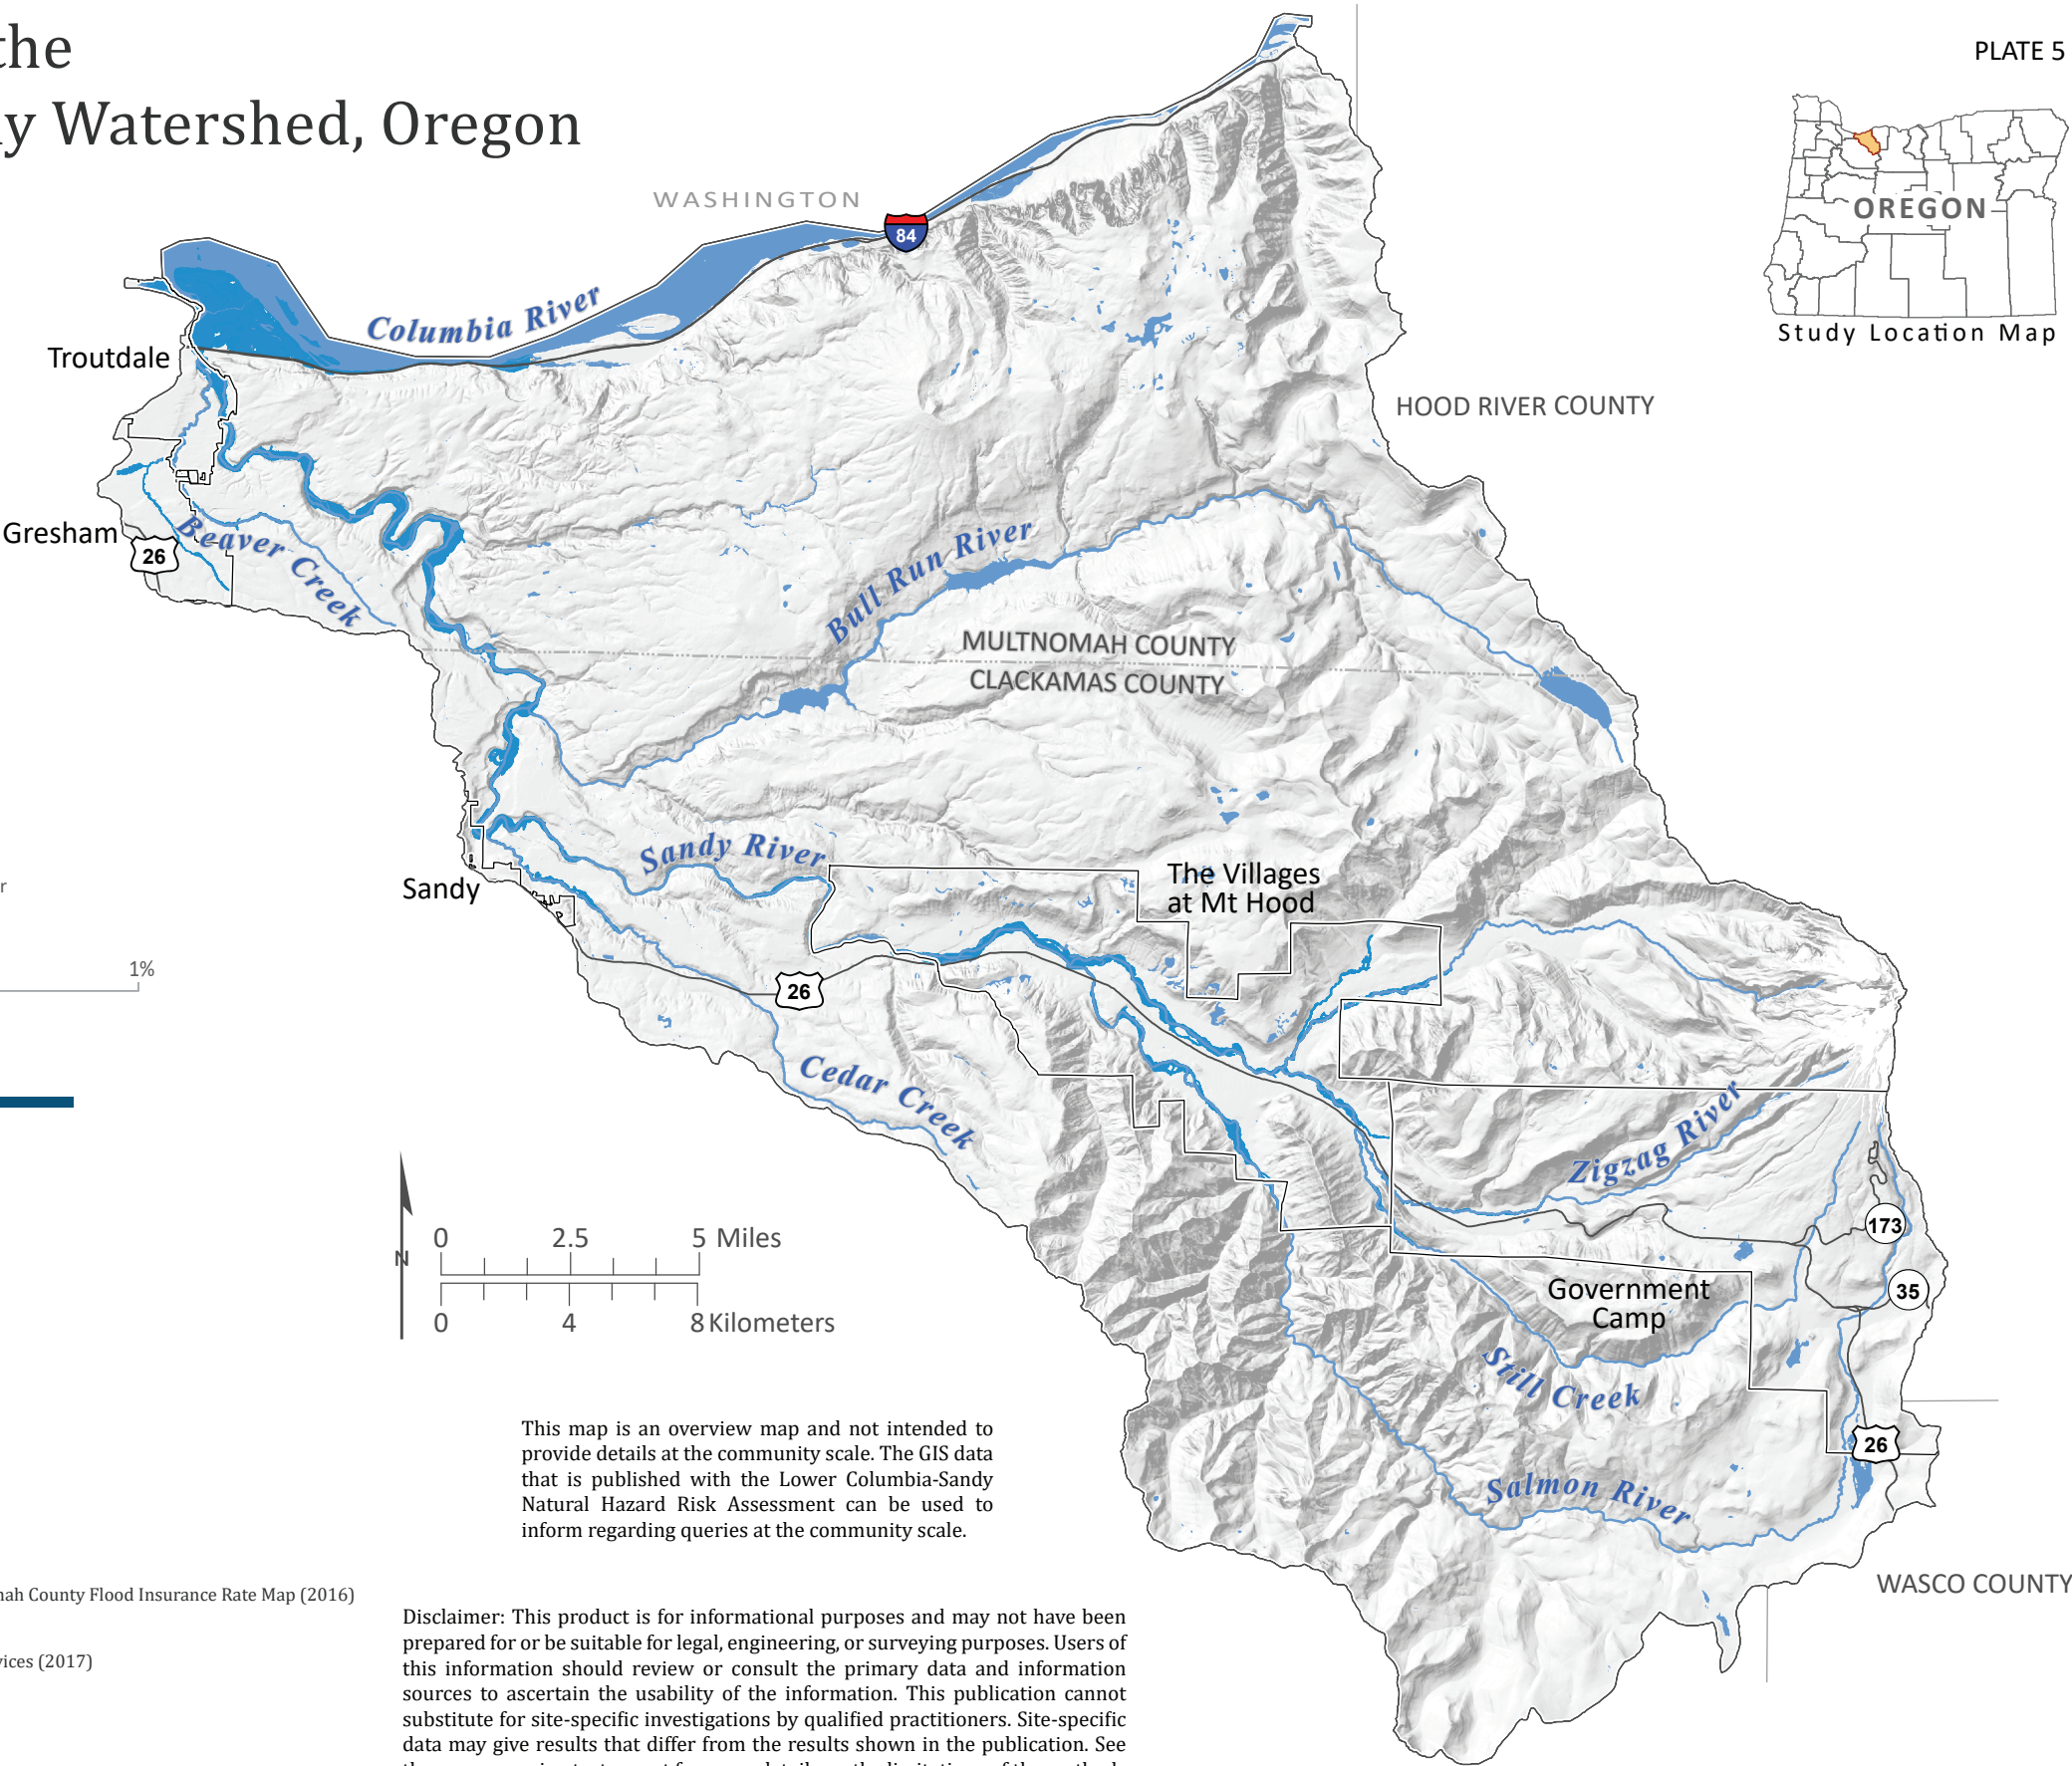 the
y Watershed, Oregon
PLATE 5
OREGON
Study Location Map
WASHINGTON
84
Columbia River
Troutdale
HOOD RIVER COUNTY
Gresham
26
Beaver Creek
Bull Run River
MULTNOMAH COUNTY
CLACKAMAS COUNTY
Sandy River
The Villages
at Mt Hood
r
Sandy
1%
26
Cedar Creek
Zigzag River
173
0 2.5 5 Miles
N
0 4 8 Kilometers
Government
Camp
35
Still Creek
26
Salmon River
This map is an overview map and not intended to
provide details at the community scale. The GIS data
that is published with the Lower Columbia-Sandy
Natural Hazard Risk Assessment can be used to
inform regarding queries at the community scale.
WASCO COUNTY
ah County Flood Insurance Rate Map (2016)
vices (2017)
Disclaimer: This product is for informational purposes and may not have been
prepared for or be suitable for legal, engineering, or surveying purposes. Users of
this information should review or consult the primary data and information
sources to ascertain the usability of the information. This publication cannot
substitute for site-specific investigations by qualified practitioners. Site-specific
data may give results that differ from the results shown in the publication. See